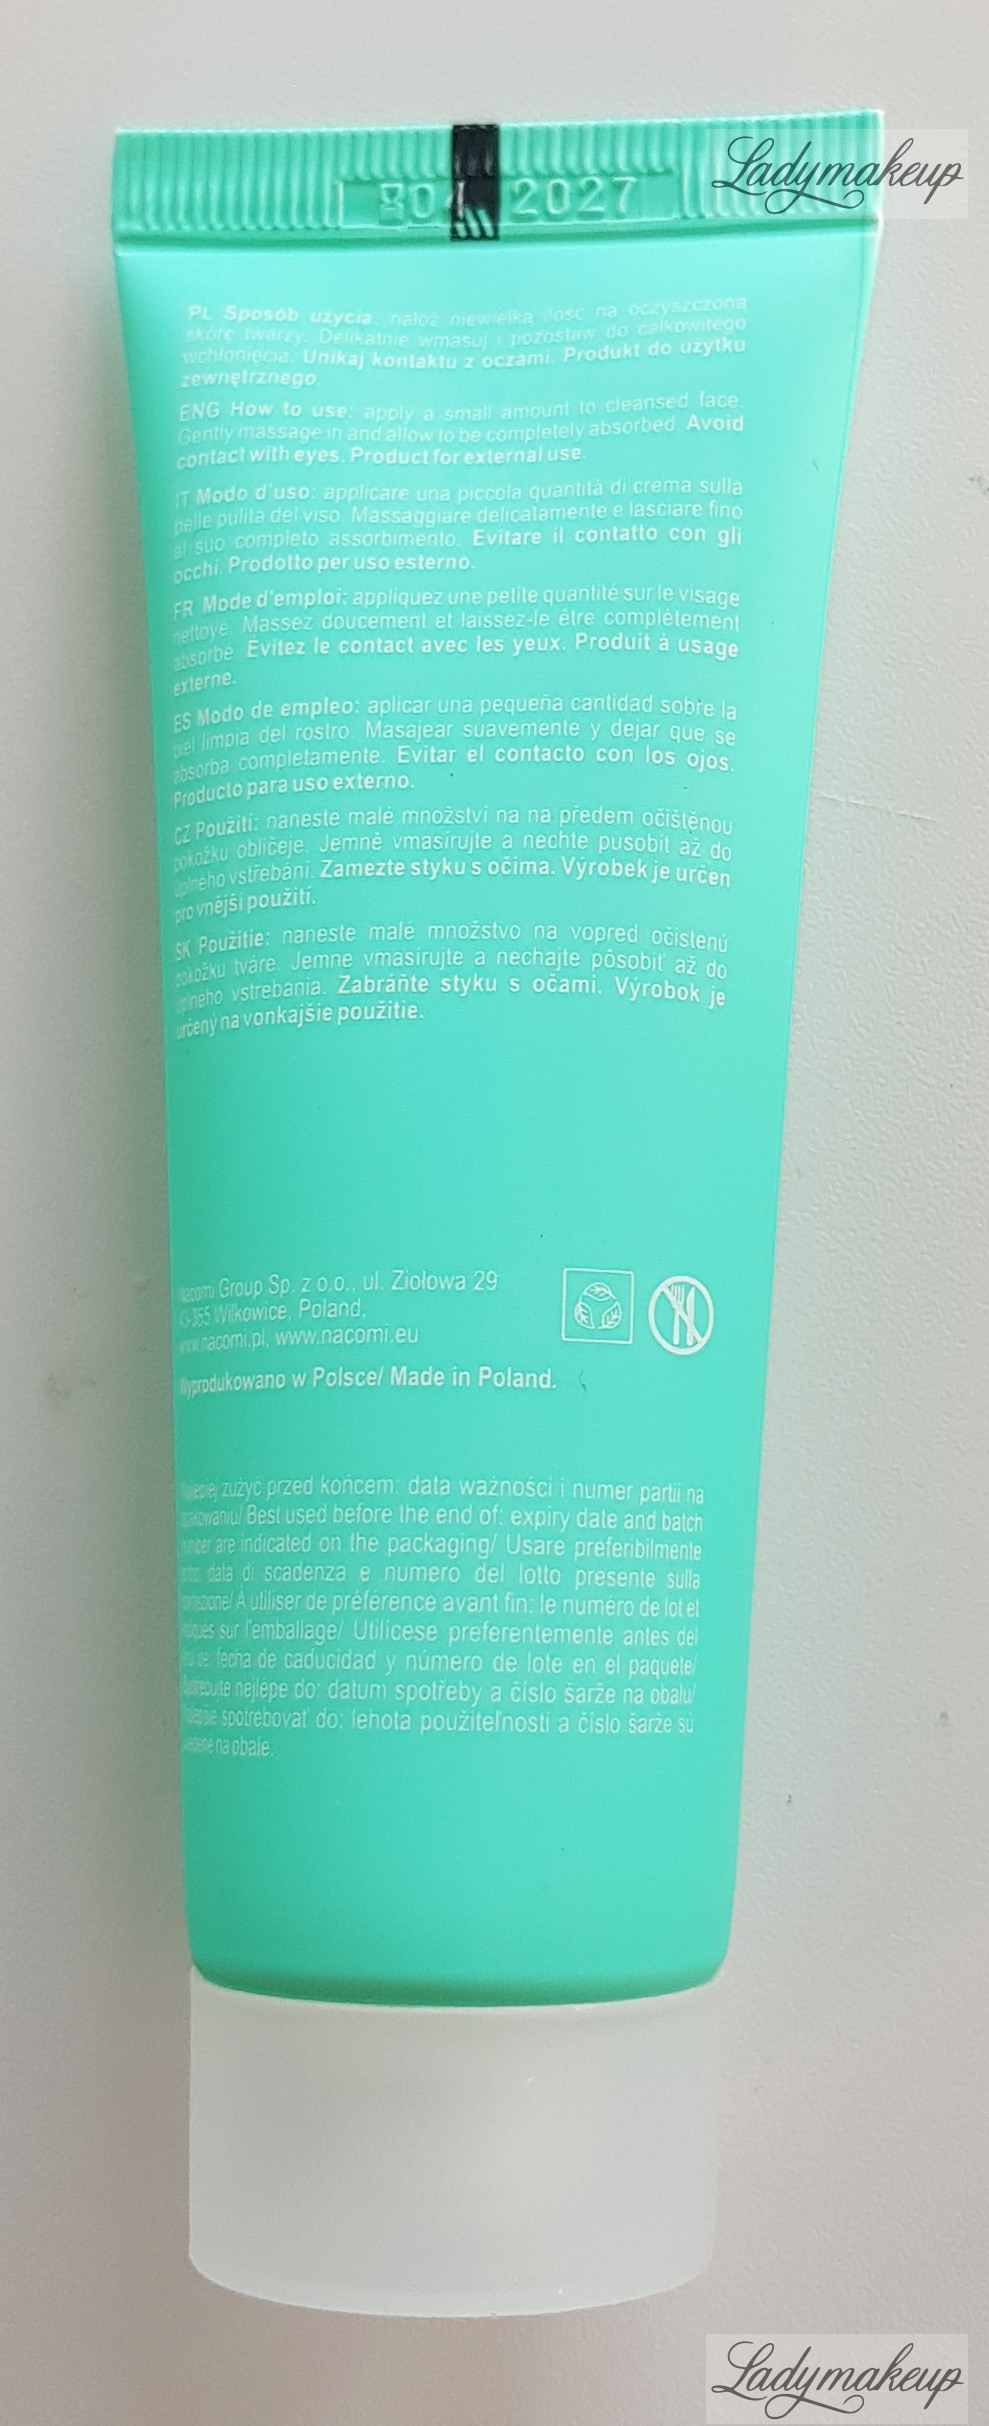 Ladymakeup
04 2027
PL Sposób użycia: nałóż niewielką ilość na oczyszczoną
skórę twarzy. Delikatnie wmasuj i pozostaw do całkowitego
wchłonięcia. Unikaj kontaktu z oczami. Produkt do użytku
zewnętrznego.
ENG How to use: apply a small amount to cleansed face.
Gently massage in and allow to be completely absorbed. Avoid
contact with eyes. Product for external use.
IT Modo d'uso: applicare una piccola quantità di crema sulla
pelle pulita del viso. Massaggiare delicatamente e lasciare fino
al suo completo assorbimento. Evitare il contatto con gli
occhi. Prodotto per uso esterno.
FR Mode d'emploi: appliquez une petite quantité sur le visage
nettoyé. Massez doucement et laissez-le être complètement
absorbé. Evitez le contact avec les yeux. Produit à usage
externe.
ES Modo de empleo: aplicar una pequeña cantidad sobre la
piel limpia del rostro. Masajear suavemente y dejar que se
absorba completamente. Evitar el contacto con los ojos.
Producto para uso externo.
CZ Použití: naneste malé množství na na předem očištěnou
pokožku obličeje. Jemně vmasírujte a nechte působit až do
úplného vstřebání. Zamezte styku s očima. Výrobek je určen
pro vnější použití.
SK Použitie: naneste malé množstvo na vopred očistenú
pokožku tváre. Jemne vmasírujte a nechajte pôsobiť až do
úplného vstrebania. Zabráňte styku s očami. Výrobok je
určený na vonkajšie použitie.
Nacomi Group Sp. z o.o., ul. Ziołowa 29
43-365 Wilkowice, Poland,
www.nacomi.pl, www.nacomi.eu
Wyprodukowano w Polsce/ Made in Poland.
Najlepiej zużyć przed końcem: data ważności i numer partii na
opakowaniu/ Best used before the end of: expiry date and batch
number are indicated on the packaging/ Usare preferibilmente
entro: data di scadenza e numero del lotto presente sulla
confezione/ À utiliser de préférence avant fin: le numéro de lot et
indiqués sur l'emballage/ Utilícese preferentemente antes del
fin de: fecha de caducidad y número de lote en el paquete/
Spotřebujte nejlépe do: datum spotřeby a číslo šarže na obalu/
Najlepšie spotrebovať do: lehota použiteľnosti a číslo šarže sú
uvedené na obale.
Ladymakeup